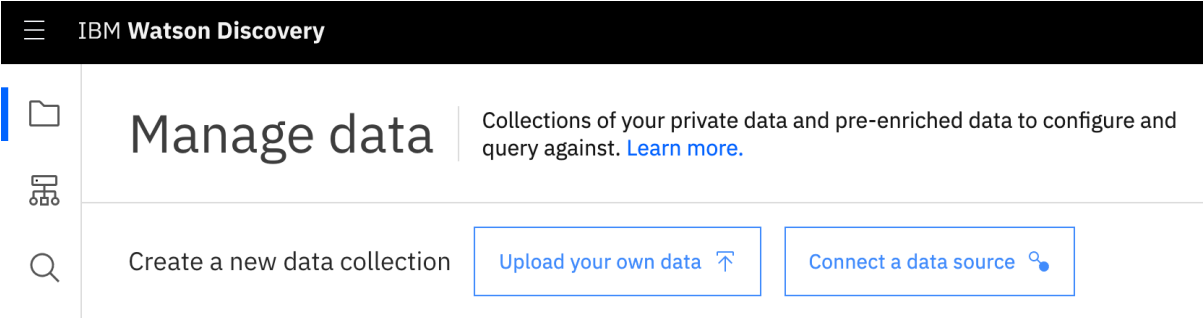 IBM Watson Discovery
Manage data
Collections of your private data and pre-enriched data to configure and
query against. Learn more.
Create a new data collection
Upload your own data
Connect a data source